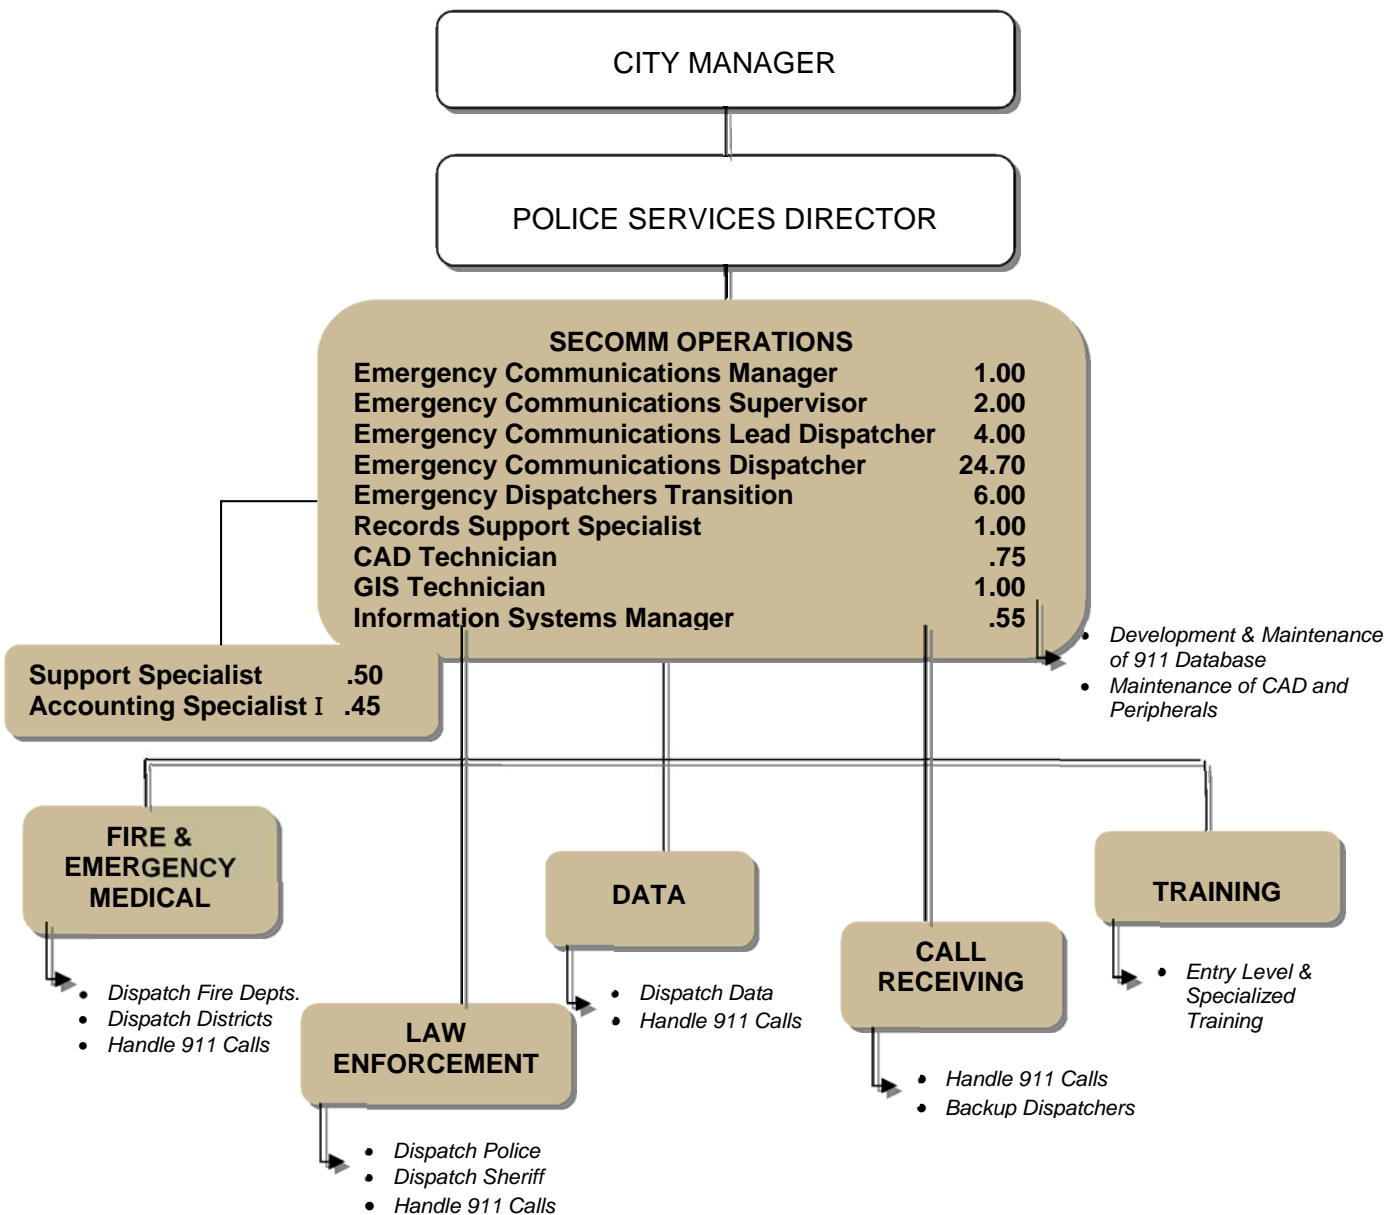 CITY MANAGER
POLICE SERVICES DIRECTOR
SECOMM OPERATIONS
Emergency Communications Manager 1.00
Emergency Communications Supervisor 2.00
Emergency Communications Lead Dispatcher 4.00
Emergency Communications Dispatcher 24.70
Emergency Dispatchers Transition 6.00
Records Support Specialist 1.00
CAD Technician .75
GIS Technician 1.00
Information Systems Manager .55
• Development & Maintenance
of 911 Database
• Maintenance of CAD and
Peripherals
Support Specialist .50
Accounting Specialist I .45
FIRE &
EMERGENCY
MEDICAL
• Dispatch Fire Depts.
• Dispatch Districts
• Handle 911 Calls
LAW
ENFORCEMENT
• Dispatch Police
• Dispatch Sheriff
• Handle 911 Calls
DATA
• Dispatch Data
• Handle 911 Calls
CALL
RECEIVING
• Handle 911 Calls
• Backup Dispatchers
TRAINING
• Entry Level &
Specialized
Training